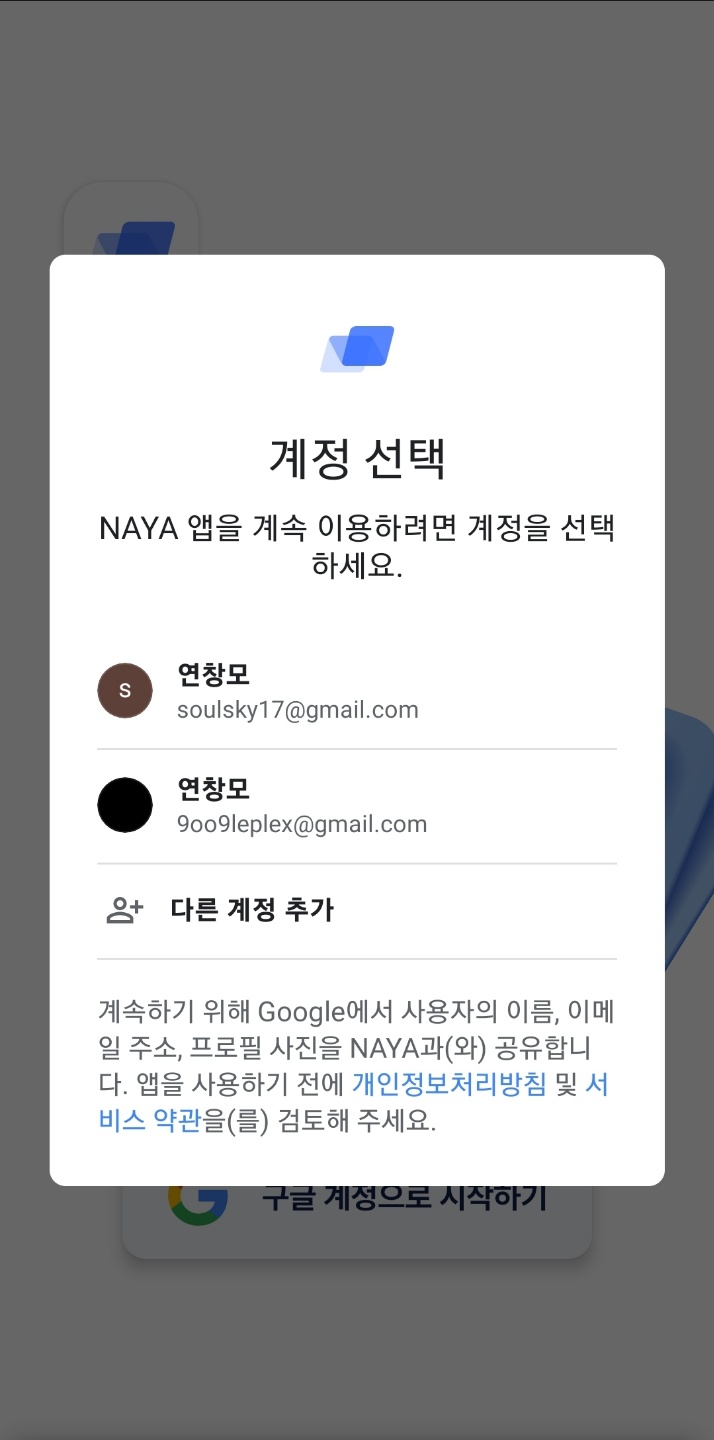 계정 선택
NAYA 앱을 계속 이용하려면 계정을 선택
하세요.
S
연창모
soulsky17@gmail.com
연창모
9oo9leplex@gmail.com
다른 계정 추가
계속하기 위해 Google에서 사용자의 이름, 이메
일 주소, 프로필 사진을 NAYA과(와) 공유합니
다. 앱을 사용하기 전에 개인정보처리방침 및 서
비스 약관을(를) 검토해 주세요.
구글 계정으로 시작하기